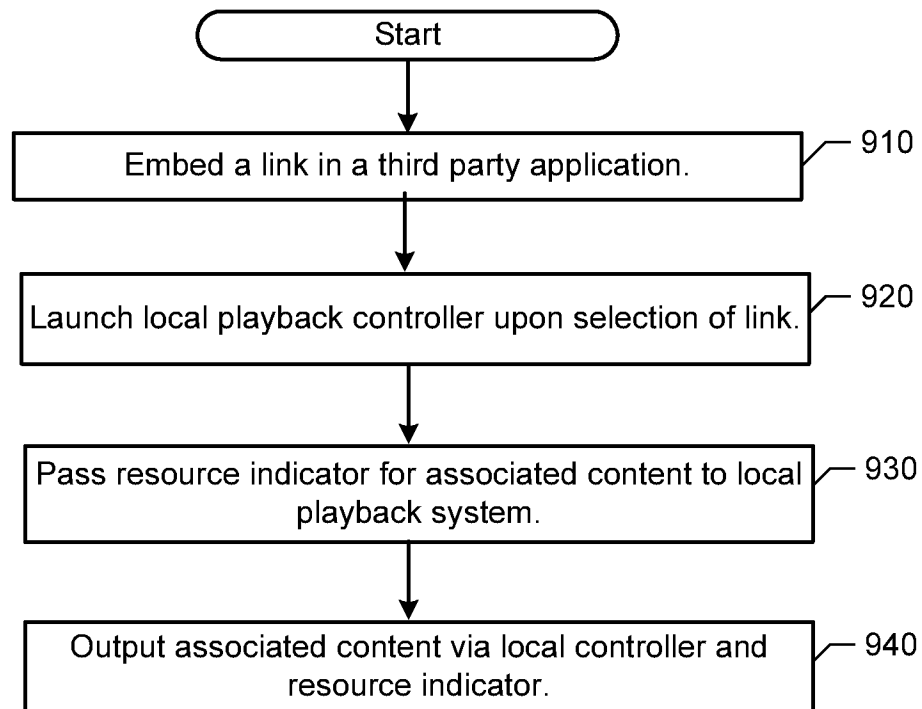 Start
Embed a link in a third party application.
910
Launch local playback controller upon selection of link.
920
Pass resource indicator for associated content to local
playback system.
930
Output associated content via local controller and
resource indicator.
940